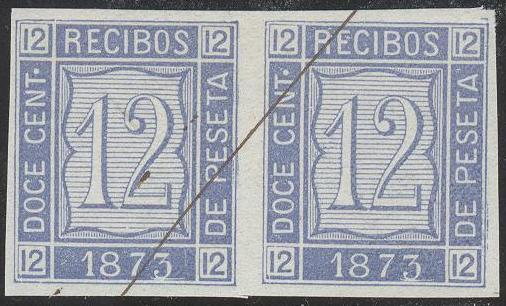 12 RECIBOS 12
DOCE CENT.
12
DE PESETA
12 1873 12
12 RECIBOS 12
DOCE CENT.
12
DE PESETA
12 1873 12